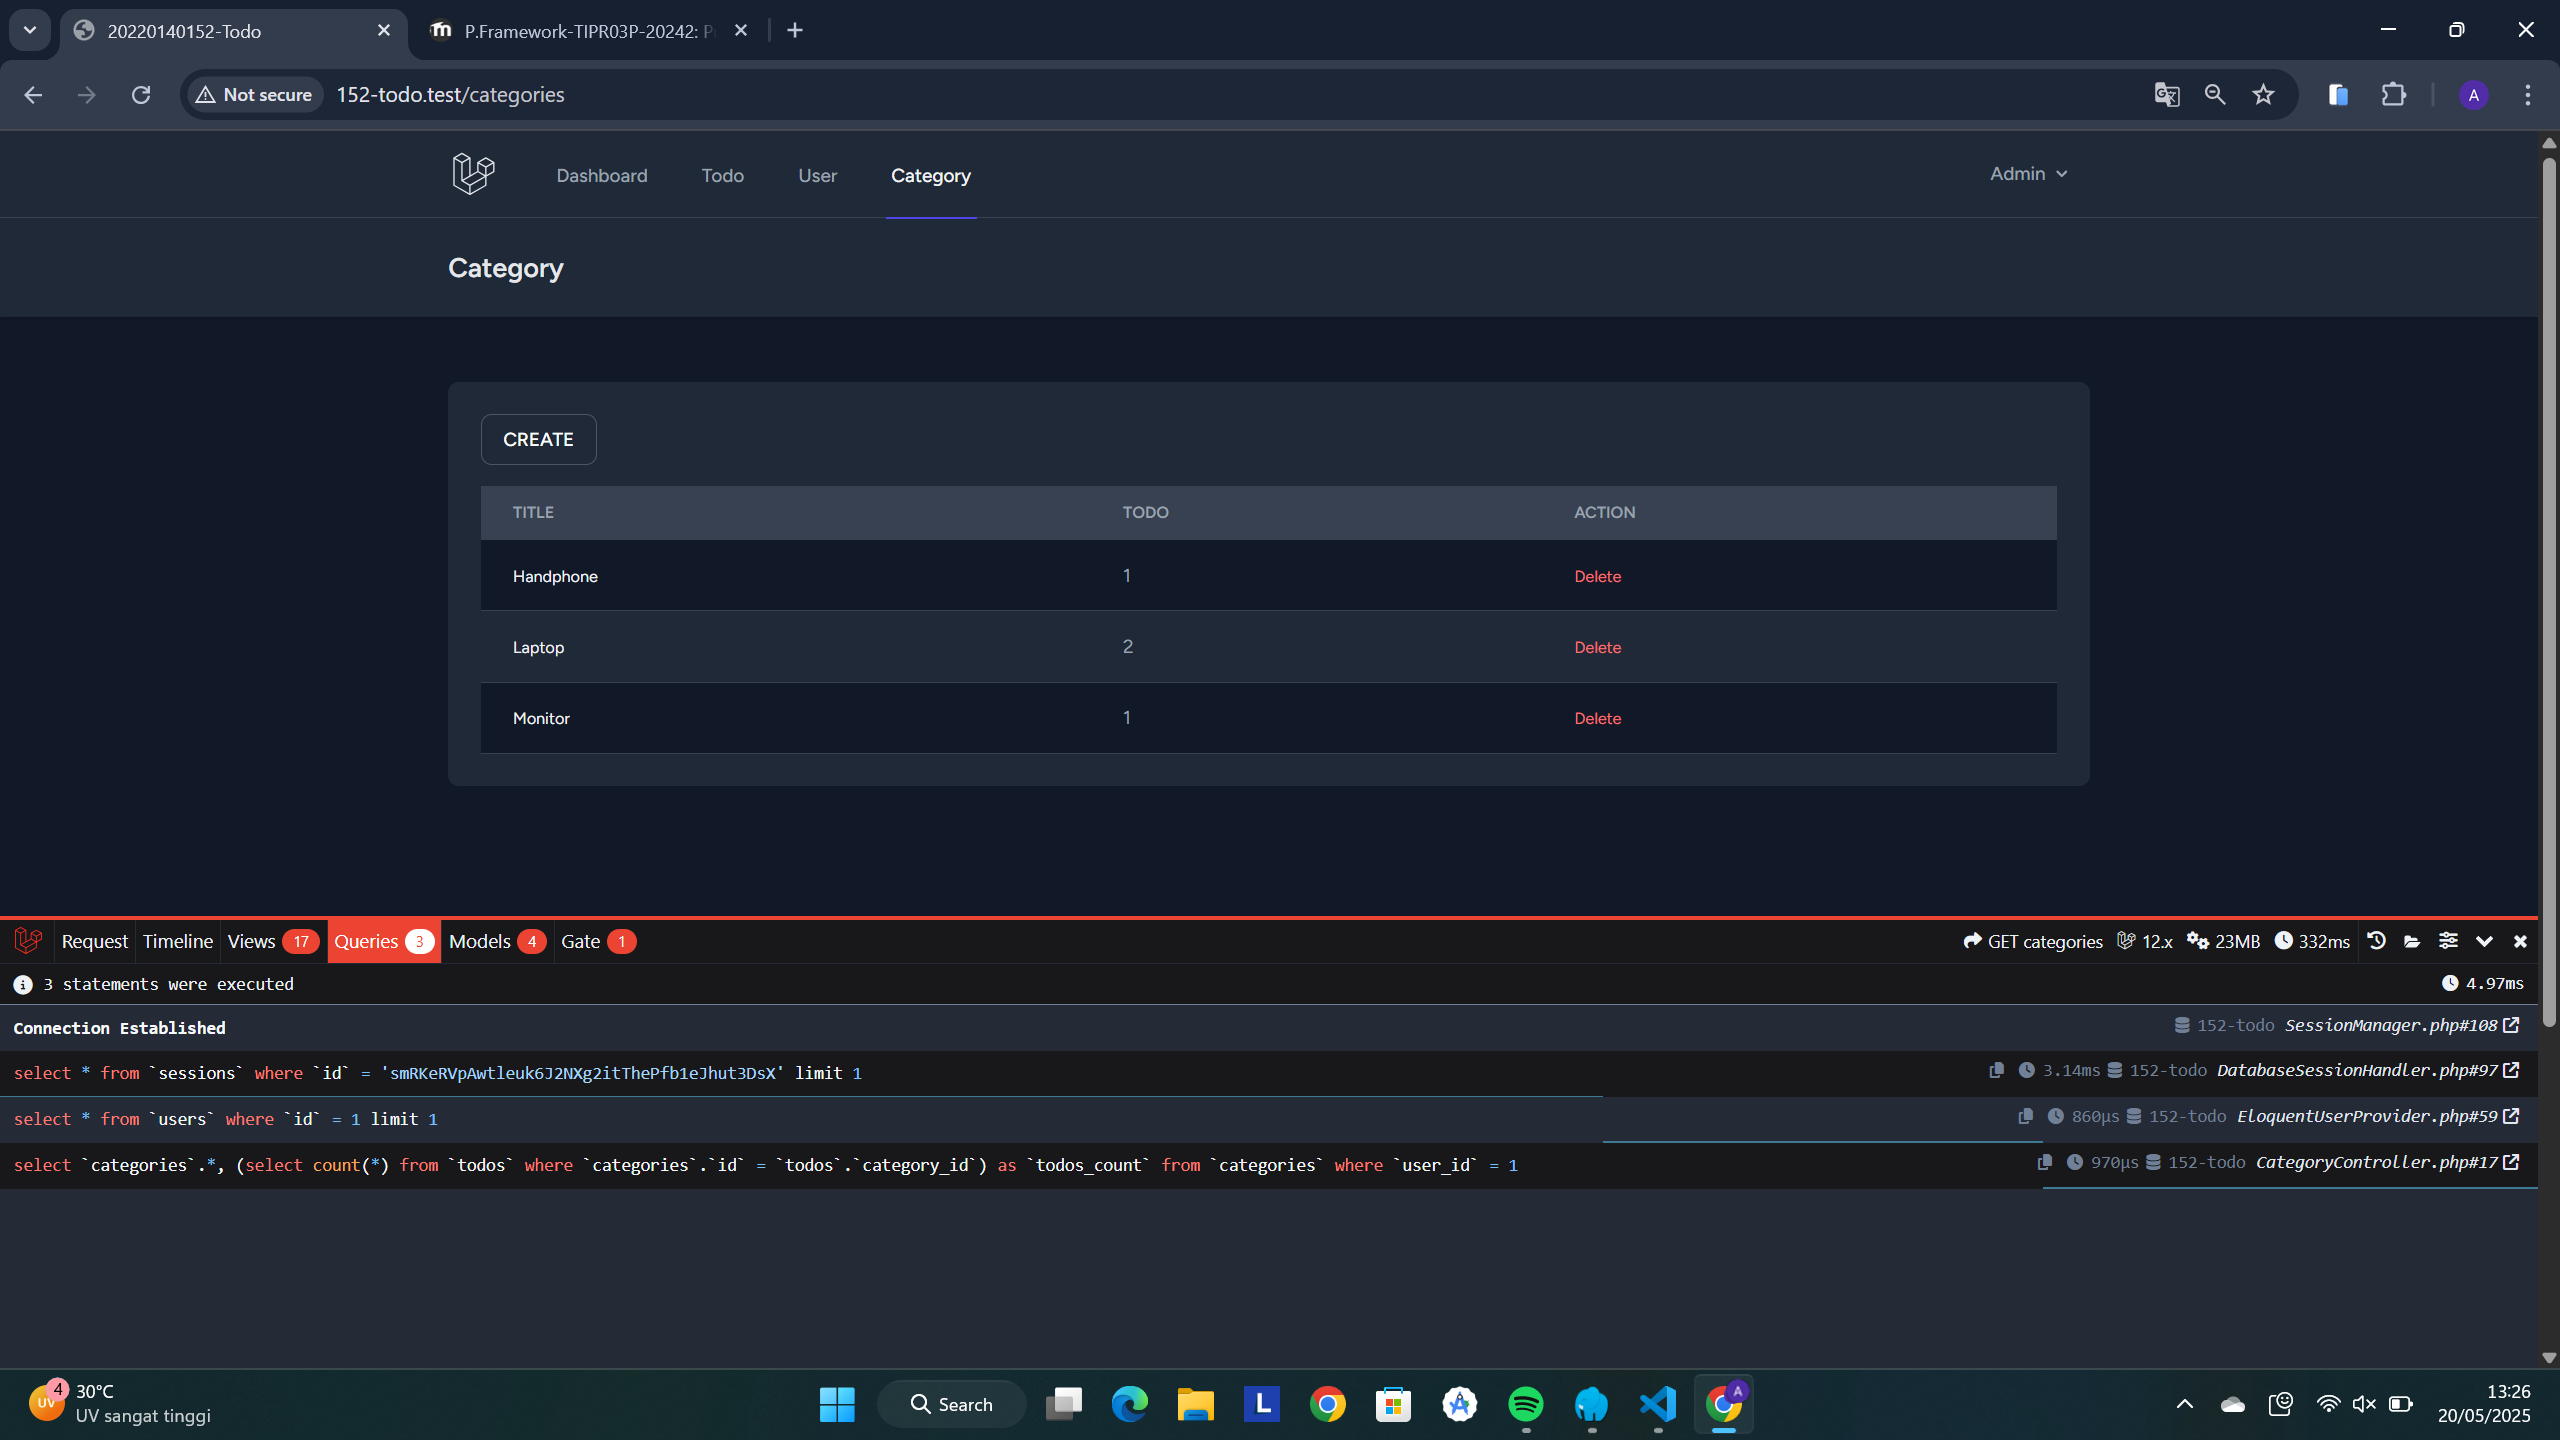 20220140152-Todo
P.Framework-TIPR03P-20242: P
Not secure 152-todo.test/categories
A
Dashboard Todo User Category Admin
Category
CREATE
TITLE TODO ACTION
Handphone 1 Delete
Laptop 2 Delete
Monitor 1 Delete
Request Timeline Views 17 Queries 3 Models 4 Gate 1 GET categories 12.x 23MB 332ms
3 statements were executed 4.97ms
Connection Established 152-todo SessionManager.php#108
select * from `sessions` where `id` = 'smRKeRVpAwtleuk6J2NXg2itThePfb1eJhut3DsX' limit 1 3.14ms 152-todo DatabaseSessionHandler.php#97
select * from `users` where `id` = 1 limit 1 860μs 152-todo EloquentUserProvider.php#59
select `categories`.*, (select count(*) from `todos` where `categories`.`id` = `todos`.`category_id`) as `todos_count` from `categories` where `user_id` = 1 970μs 152-todo CategoryController.php#17
UV 4 30°C
UV sangat tinggi
Search
L
A
13:26
20/05/2025